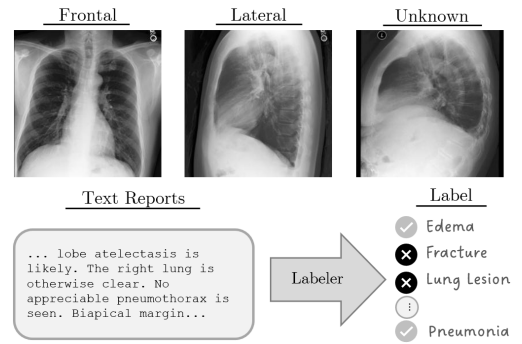 Frontal
Lateral
Unknown
L
Text Reports
... lobe atelectasis is
likely. The right lung is
otherwise clear. No
appreciable pneumothorax is
seen. Biapical margin...
Labeler
Label
Edema
Fracture
Lung Lesion
Pneumonia